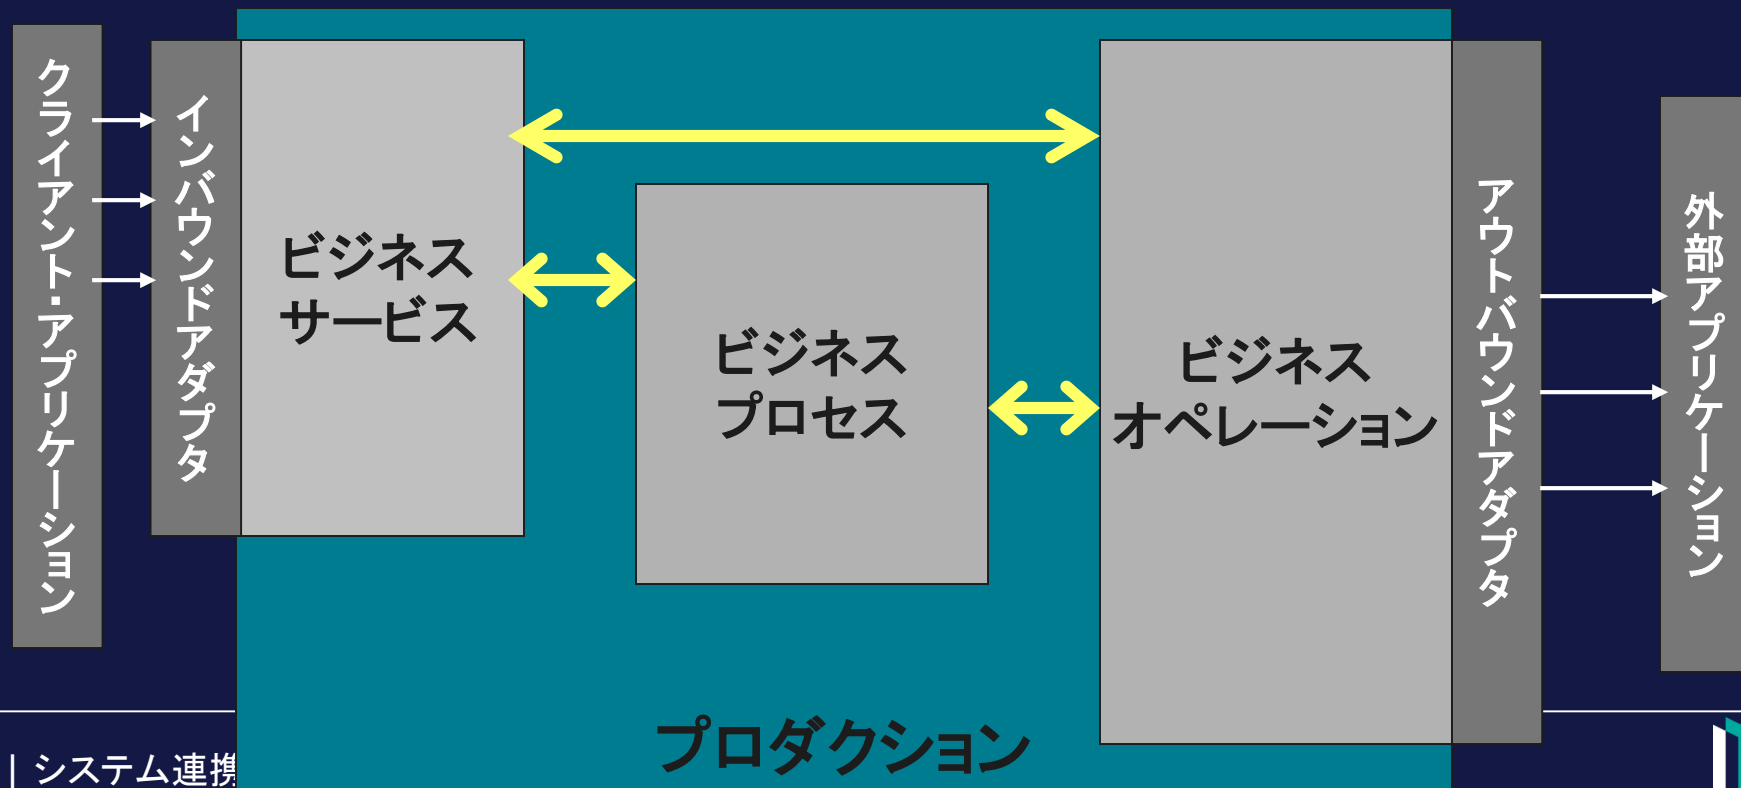 クライアント・アプリケーション
インバウンドアダプタ
ビジネス
サービス
ビジネス
プロセス
ビジネス
オペレーション
アウトバウンドアダプタ
外部アプリケーション
プロダクション
| システム連携